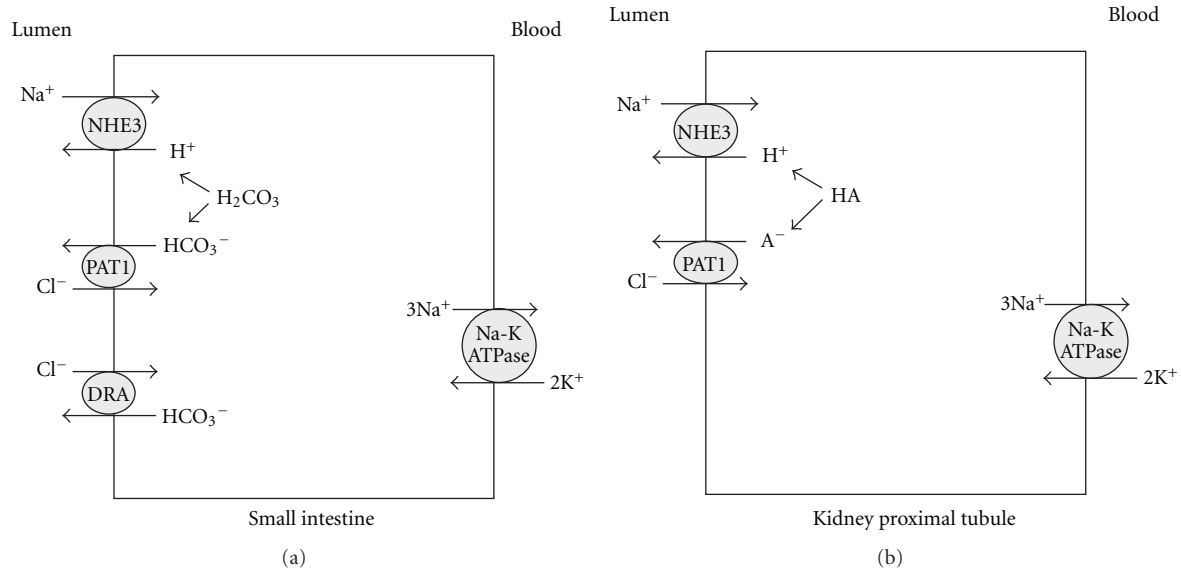 Lumen
Blood
Na⁺
NHE3
H⁺
H₂CO₃
HCO₃⁻
PAT1
Cl⁻
3Na⁺
Na-K
ATPase
2K⁺
Cl⁻
DRA
HCO₃⁻
Small intestine
(a)
Lumen
Blood
Na⁺
NHE3
H⁺
HA
A⁻
PAT1
Cl⁻
3Na⁺
Na-K
ATPase
2K⁺
Kidney proximal tubule
(b)